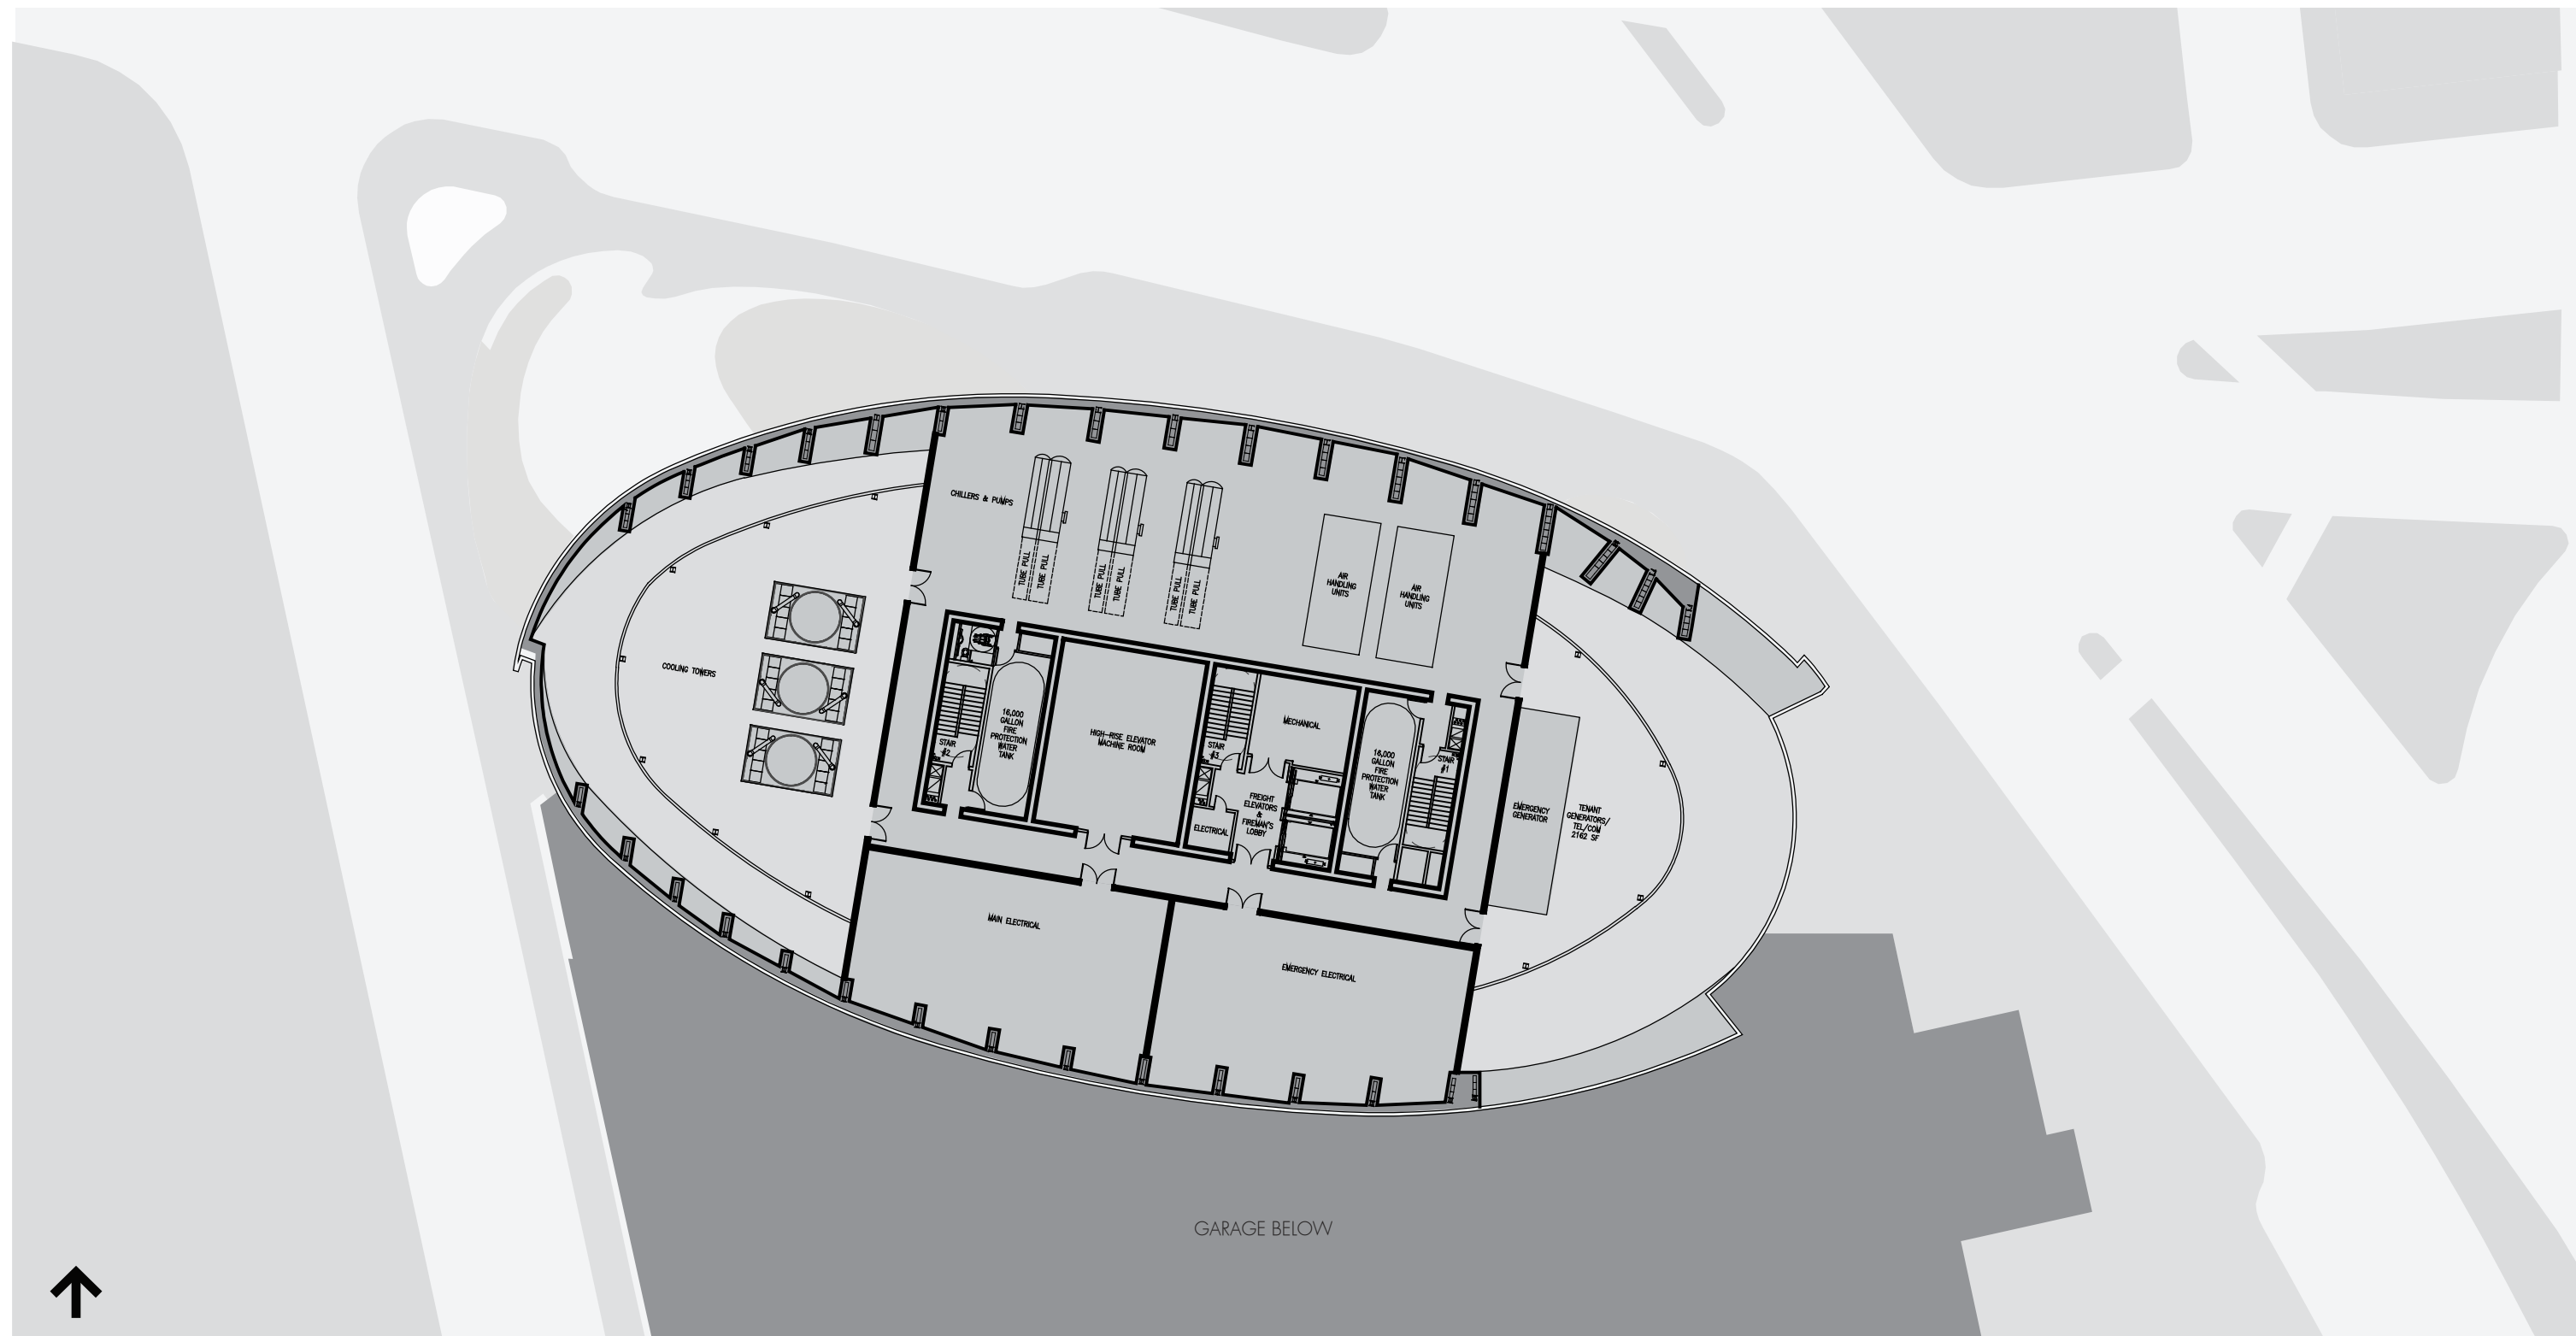 CHILLERS & PUMPS
TUBE PULL
TUBE PULL
TUBE PULL
TUBE PULL
TUBE PULL
TUBE PULL
AIR
HANDLING
UNITS
AIR
HANDLING
UNITS
COOLING TOWERS
STAIR
#2
16,000
GALLON
FIRE
PROTECTION
WATER
TANK
HIGH-RISE ELEVATOR
MACHINE ROOM
STAIR
#3
MECHANICAL
ELECTRICAL
FREIGHT
ELEVATORS
&
FIREMAN'S
LOBBY
16,000
GALLON
FIRE
PROTECTION
WATER
TANK
STAIR
#1
EMERGENCY
GENERATOR
TENANT
GENERATORS/
TEL/COM
2162 SF
MAIN ELECTRICAL
EMERGENCY ELECTRICAL
GARAGE BELOW